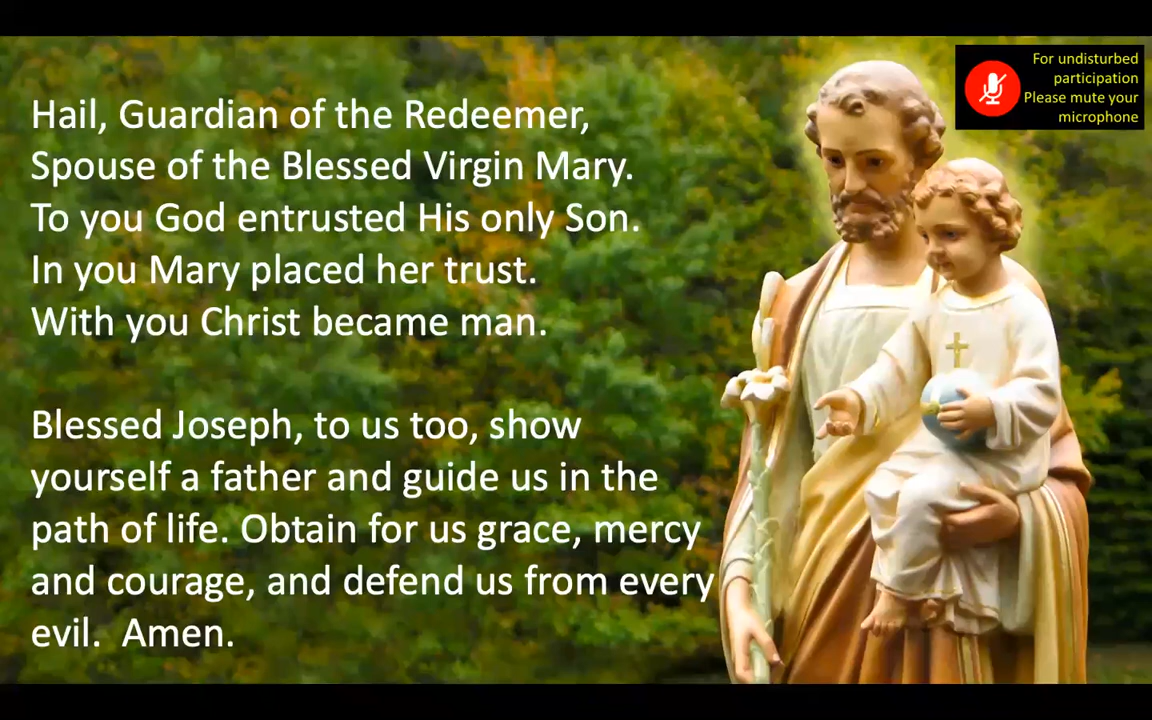 Hail, Guardian of the Redeemer,
Spouse of the Blessed Virgin Mary.
To you God entrusted His only Son.
In you Mary placed her trust.
With you Christ became man.
Blessed Joseph, to us too, show
yourself a father and guide us in the
path of life. Obtain for us grace, mercy
and courage, and defend us from every
evil.  Amen.
For undisturbed
participation
Please mute your
microphone